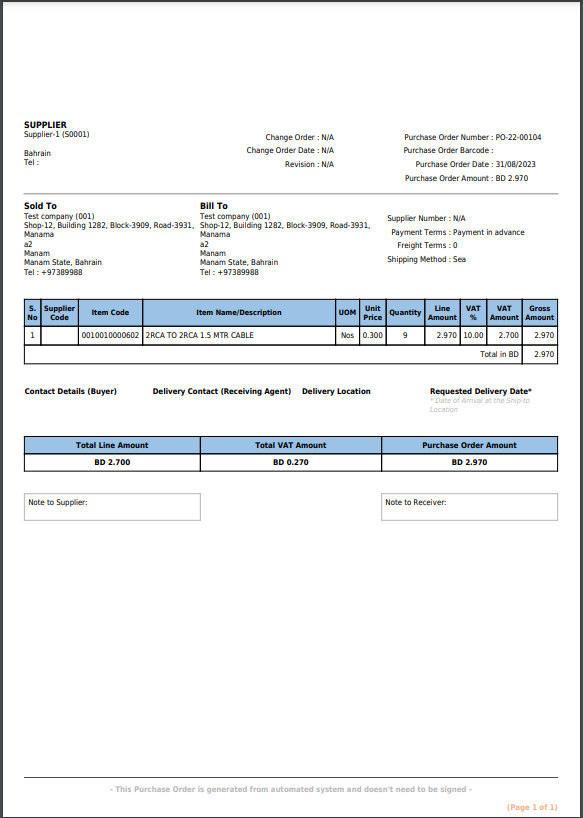 SUPPLIER
Supplier-1 (S0001)
Bahrain
Tel :
Change Order : N/A
Change Order Date : N/A
Revision : N/A
Purchase Order Number : PO-22-00104
Purchase Order Barcode :
Purchase Order Date : 31/08/2023
Purchase Order Amount : BD 2.970
Sold To
Test company (001)
Shop-12, Building 1282, Block-3909, Road-3931,
Manama
a2
Manam
Manam State, Bahrain
Tel : +97389988
Bill To
Test company (001)
Shop-12, Building 1282, Block-3909, Road-3931,
Manama
a2
Manam
Manam State, Bahrain
Tel : +97389988
Supplier Number : N/A
Payment Terms : Payment in advance
Freight Terms : 0
Shipping Method : Sea
S. No Supplier Code Item Code Item Name/Description UOM Unit Price Quantity Line Amount VAT % VAT Amount Gross Amount
1 0010010000602 2RCA TO 2RCA 1.5 MTR CABLE Nos 0.300 9 2.970 10.00 2.700 2.970
Total in BD 2.970
Contact Details (Buyer) Delivery Contact (Receiving Agent) Delivery Location Requested Delivery Date*
* Date of Arrival at the Ship-to
Location
Total Line Amount Total VAT Amount Purchase Order Amount
BD 2.700 BD 0.270 BD 2.970
Note to Supplier: Note to Receiver:
- This Purchase Order is generated from automated system and doesn't need to be signed -
(Page 1 of 1)